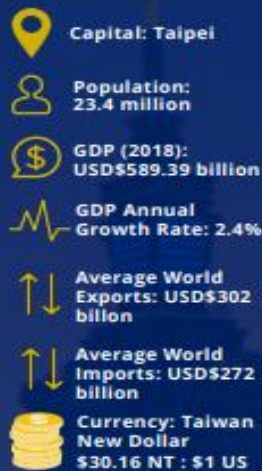 Capital: Taipei
Population:
23.4 million
GDP (2018):
USD$589.39 billion
GDP Annual
Growth Rate: 2.4%
Average World
Exports: USD$302
billon
Average World
Imports: USD$272
billion
Currency: Taiwan
New Dollar
$30.16 NT : $1 US